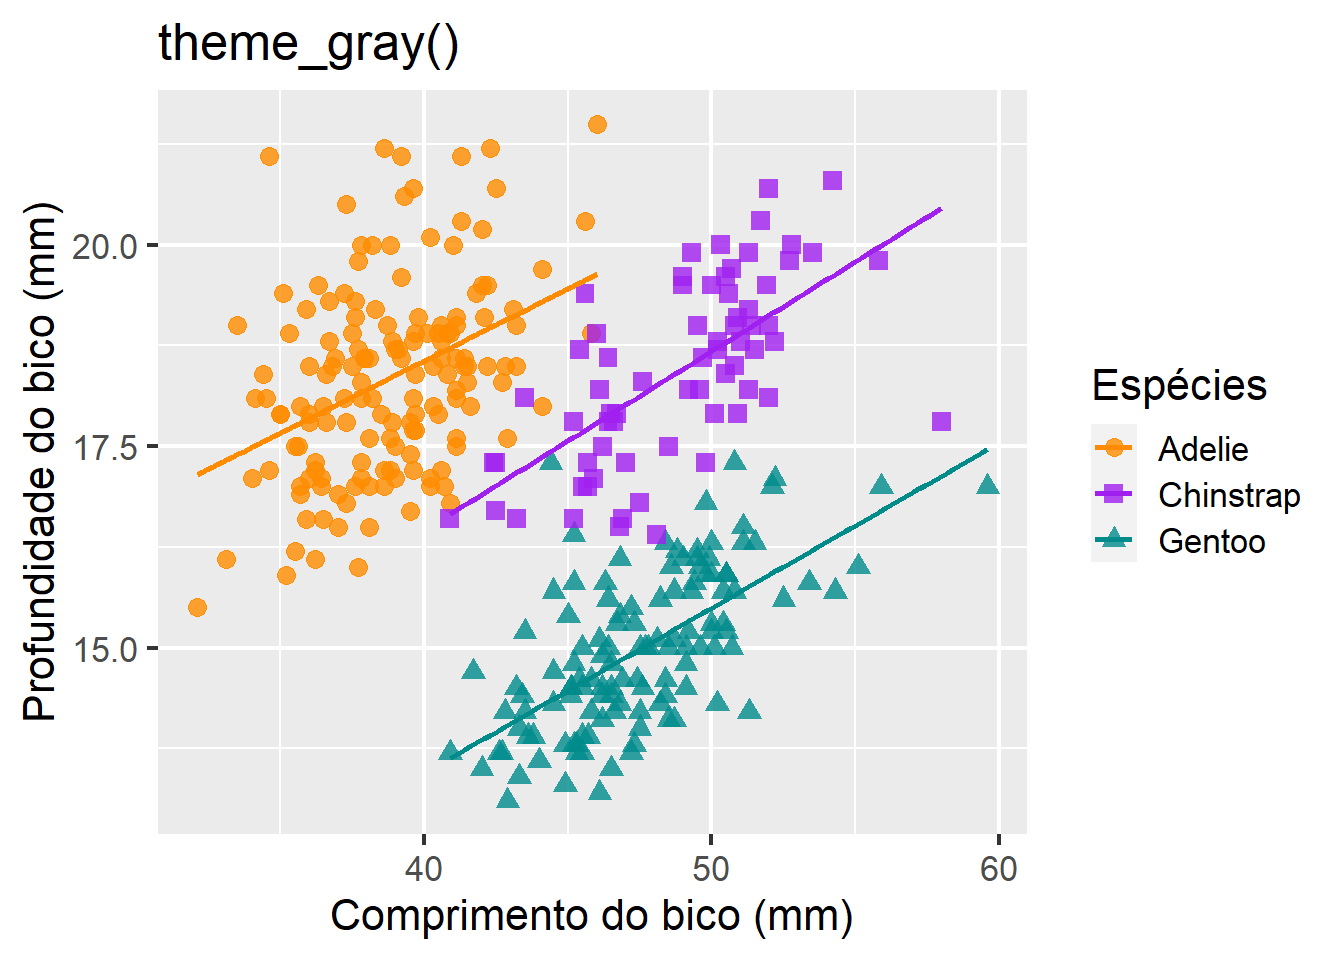 theme_gray()
Profundidade do bico (mm)
20.0
17.5
15.0
40
50
60
Comprimento do bico (mm)
Espécies
Adelie
Chinstrap
Gentoo